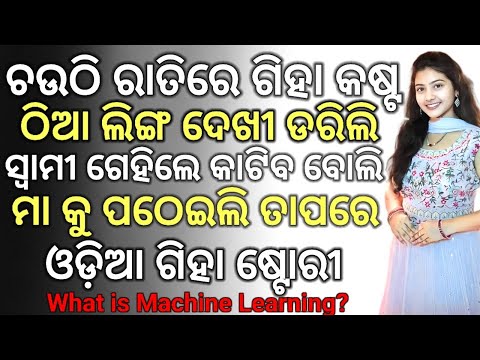 ଚଉଠି ରାତିରେ ଗିହା କଷ୍ଟ
ଠିଆ ଲିଙ୍ଗ ଦେଖୀ ଡରିଲି
ସ୍ବାମୀ ଗେହିଲେ କାଟିବ ବୋଲି
ମା କୁ ପଠେଇଲି ତାପରେ
ଓଡ଼ିଆ ଗିହା ଷ୍ଟୋରୀ
What is Machine Learning?